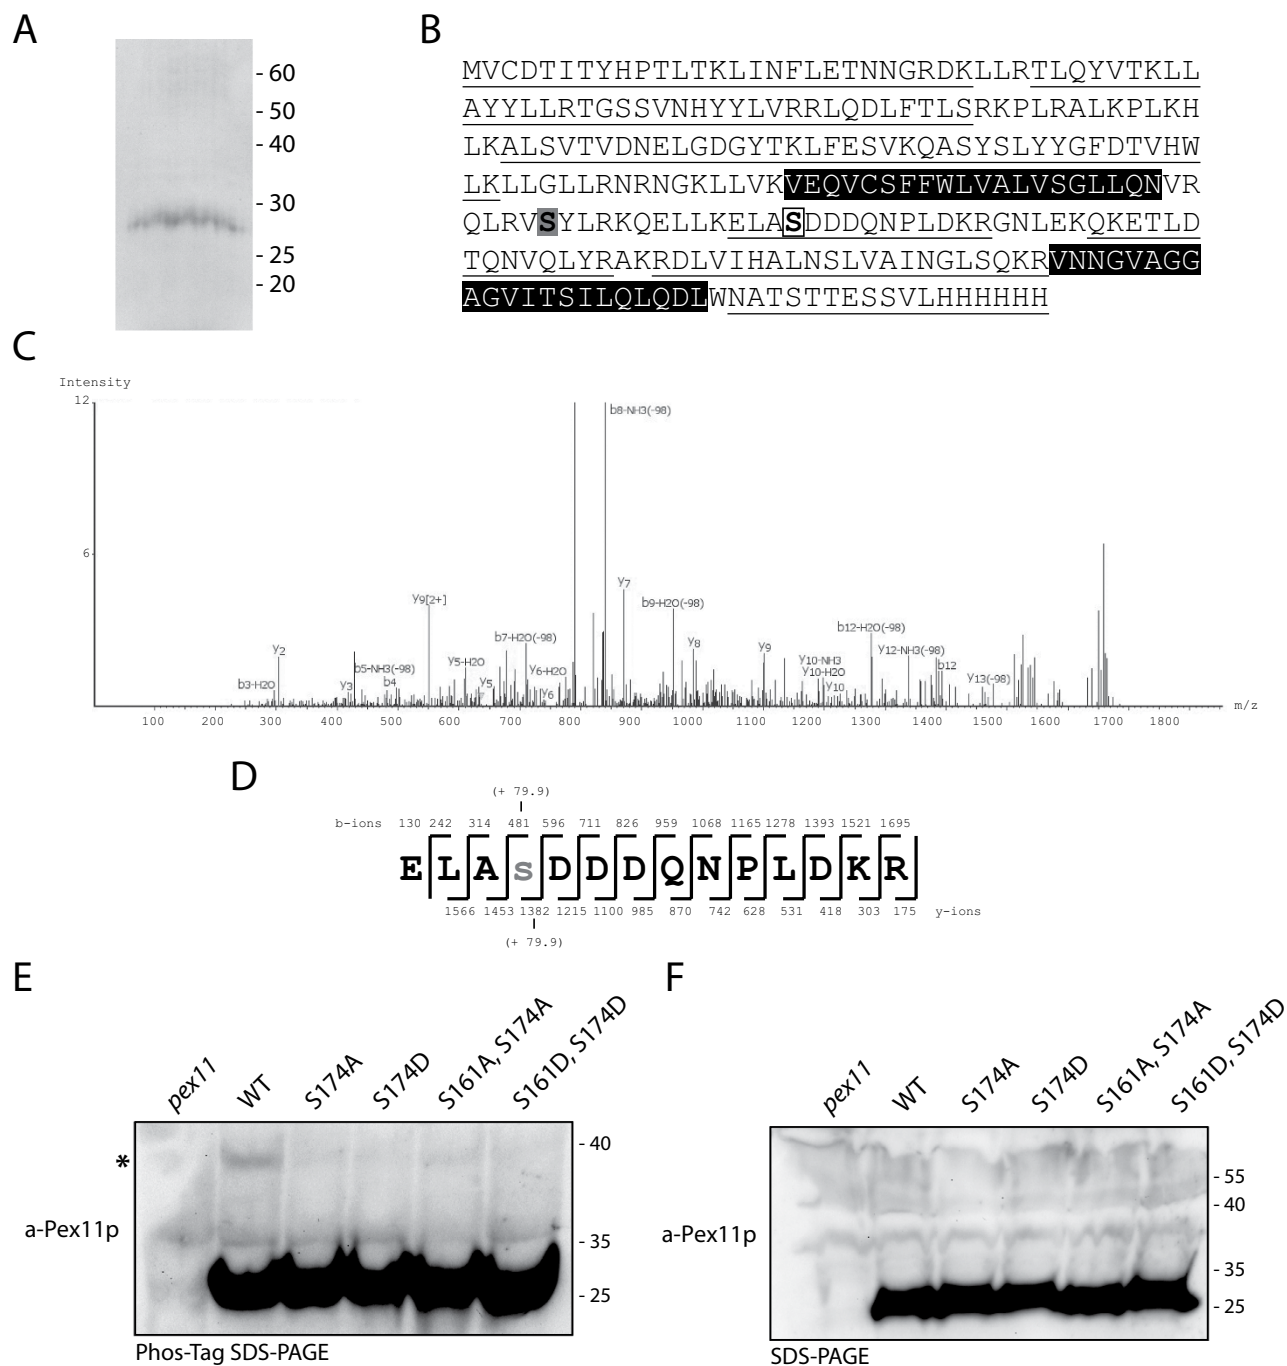 A
- 60
- 50
- 40
- 30
- 25
- 20
B
MVCDTITYHPTLTKLINFLETNNGRDKLLRTLQYVTKLL
AYYLLRTGSSVNHYYLVRRLQDLFTLSRKPLRALKPLKH
LKALSVTVDNELGDGYTKLFESVKQASYSLYYGFDTVHW
LKLLGLLRNRNGKLLVKVEQVCSFFWLVALVSGLLQNVR
QLRVSYLRKQELLKELASDDDQNPLDKRGNLEKQKETLD
TQNVQLYRAKRDLVIHALNSLVAINGLSQKRVNNGVAGG
AGVITSILQLQDLWNATSTTESSVLHHHHHH
C
Intensity
12
6
b3-H2O
y2
y3
b5-NH3(-98)
b4
y9[2+]
y5-H2O
y5
b7-H2O(-98)
y6-H2O
y6
b8-NH3(-98)
y7
b9-H2O(-98)
y8
y9
y10-NH3
y10-H2O
y10
b12-H2O(-98)
y12-NH3(-98)
b12
y13(-98)
m/z
100 200 300 400 500 600 700 800 900 1000 1100 1200 1300 1400 1500 1600 1700 1800
D
(+ 79.9)
b-ions 130 242 314 481 596 711 826 959 1068 1165 1278 1393 1521 1695
E L A s D D D Q N P L D K R
1566 1453 1382 1215 1100 985 870 742 628 531 418 303 175 y-ions
(+ 79.9)
E
pex11 WT S174A S174D S161A, S174A S161D, S174D
*
a-Pex11p
- 40
- 35
- 25
Phos-Tag SDS-PAGE
F
pex11 WT S174A S174D S161A, S174A S161D, S174D
a-Pex11p
- 55
- 40
- 35
- 25
SDS-PAGE